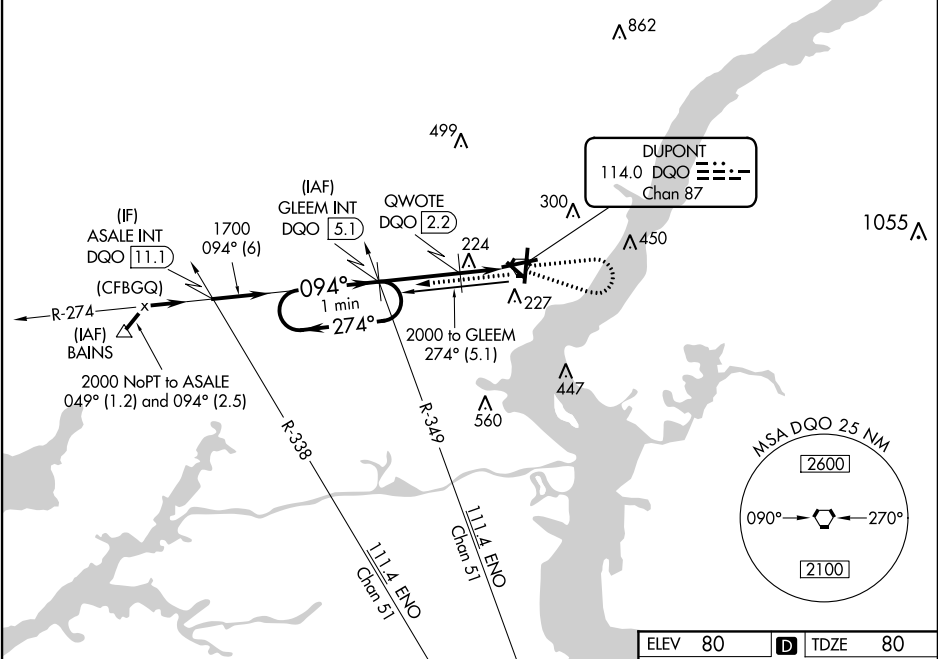 862
499
DUPONT
114.0 DQO
Chan 87
(IAF)
GLEEM INT
DQO 5.1
QWOTE
DQO 2.2
300
450
1055
(IF)
ASALE INT
DQO 11.1
1700
094° (6)
224
(CFBGQ)
R-274
094°
1 min
274°
227
(IAF)
BAINS
2000 to GLEEM
274° (5.1)
2000 NoPT to ASALE
049° (1.2) and 094° (2.5)
447
560
R-338
R-349
MSA DQO 25 NM
2600
090°
270°
2100
111.4 ENO
Chan 51
111.4 ENO
Chan 51
ELEV 80 D TDZE 80